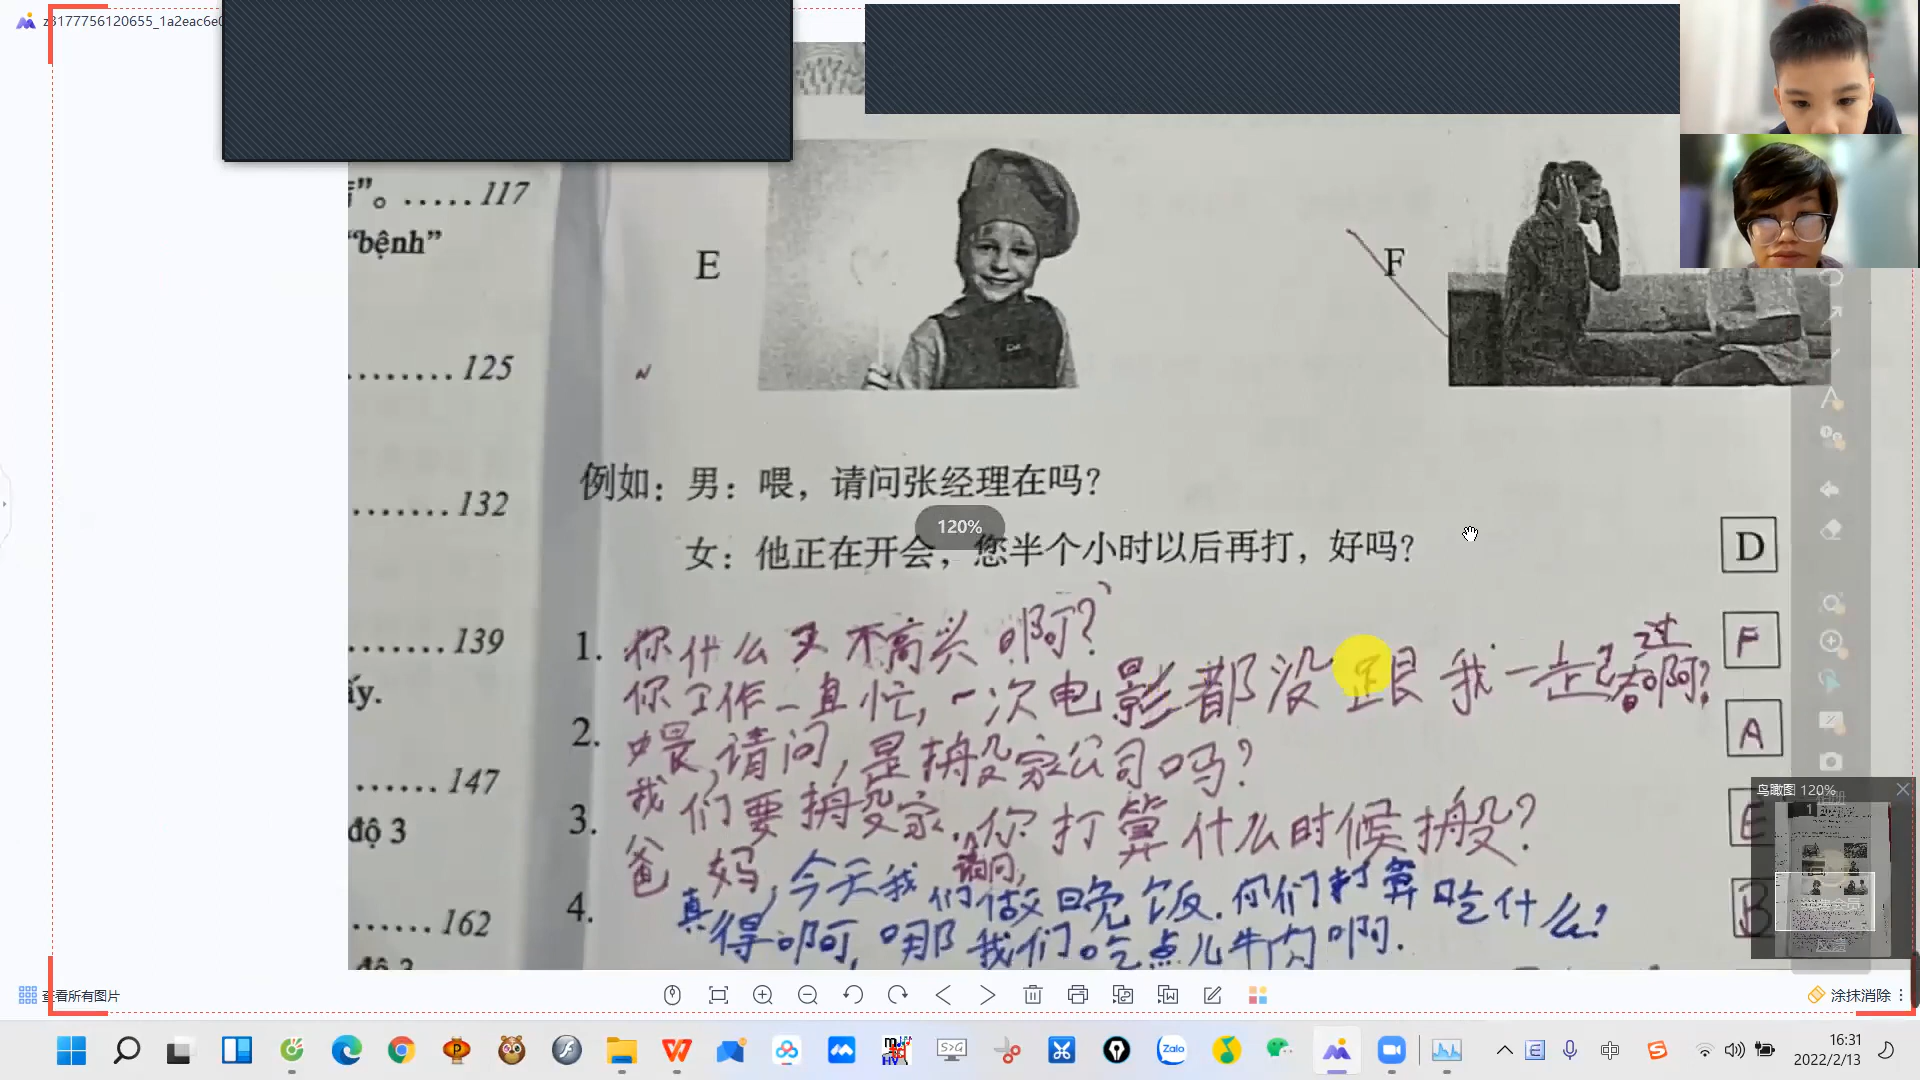 z3177756120655_1a2eac6e0
”。.....117
“bệnh”
........125
.......132
.......139
ấy.
......147
độ 3
......162
độ 3
E
F
例如：男：喂，请问张经理在吗？
120%
女：他正在开会，您半个小时以后再打，好吗？
D
1. 你什么又不高兴啊？
F
你工作一直忙，一次电影都没跟我一起看过啊？
2. 喂，请问，是搬家公司吗？
A
3. 我们要搬家，你打算什么时候搬？
E
爸妈，今天我们做晚饭．你们打算吃什么？
请问，
4. 真得啊，那我们吃点儿牛肉啊．
B
鸟瞰图 120%
查看所有图片
涂抹消除
S>G
Zalo
中
16:31
2022/2/13